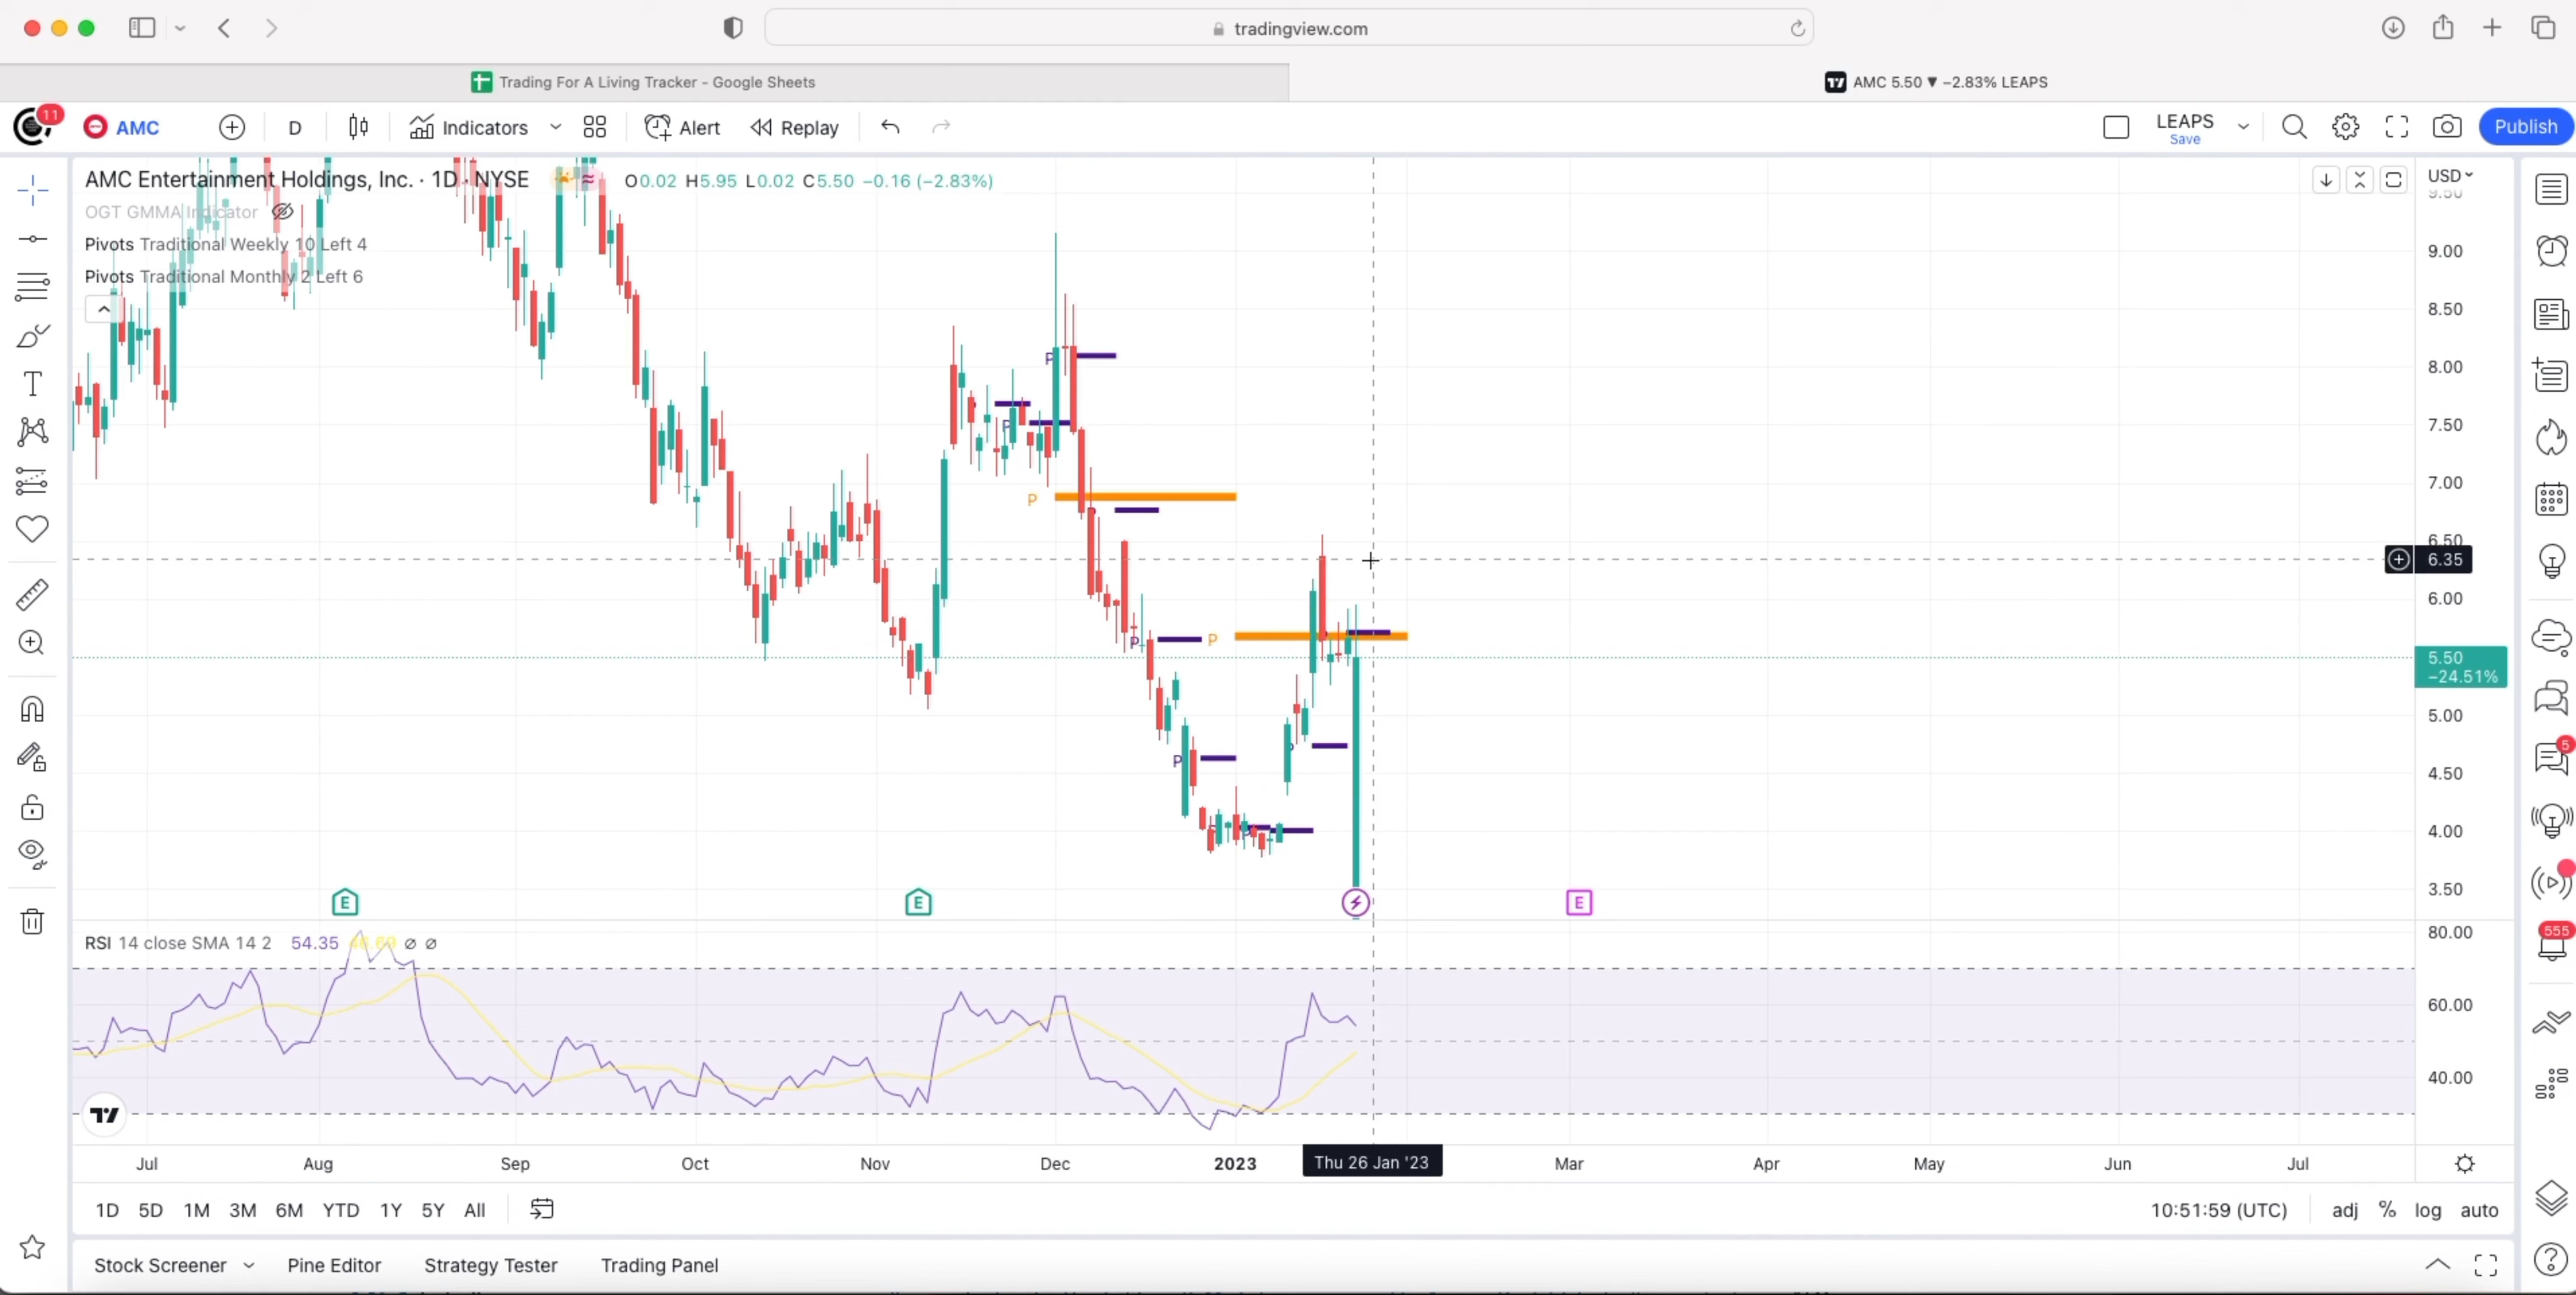 tradingview.com
Trading For A Living Tracker - Google Sheets
AMC 5.50 ▼ −2.83% LEAPS
11
AMC
D
Indicators
Alert
Replay
LEAPS
Save
Publish
AMC Entertainment Holdings, Inc. · 1D · NYSE
O0.02 H5.95 L0.02 C5.50 −0.16 (−2.83%)
USD
OGT GMMA Indicator
Pivots Traditional Weekly 10 Left 4
Pivots Traditional Monthly 2 Left 6
9.50
9.00
8.50
8.00
7.50
7.00
6.50
6.35
6.00
5.50
−24.51%
5.00
4.50
4.00
3.50
P
P
P
P
P
P
E
E
E
RSI 14 close SMA 14 2 54.35
80.00
60.00
40.00
5
555
Jul
Aug
Sep
Oct
Nov
Dec
2023
Thu 26 Jan '23
Mar
Apr
May
Jun
Jul
1D 5D 1M 3M 6M YTD 1Y 5Y All
10:51:59 (UTC)
adj % log auto
Stock Screener
Pine Editor
Strategy Tester
Trading Panel